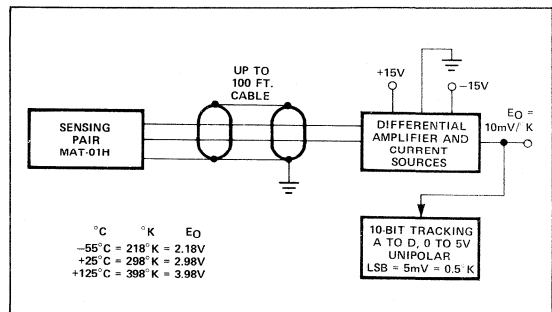 UP TO
100 FT.
CABLE
+15V
–15V
SENSING
PAIR
MAT-01H
DIFFERENTIAL
AMPLIFIER AND
CURRENT
SOURCES
EO =
10mV/°K
°C °K EO
–55°C = 218°K = 2.18V
+25°C = 298°K = 2.98V
+125°C = 398°K = 3.98V
10-BIT TRACKING
A TO D, 0 TO 5V
UNIPOLAR
LSB = 5mV = 0.5°K